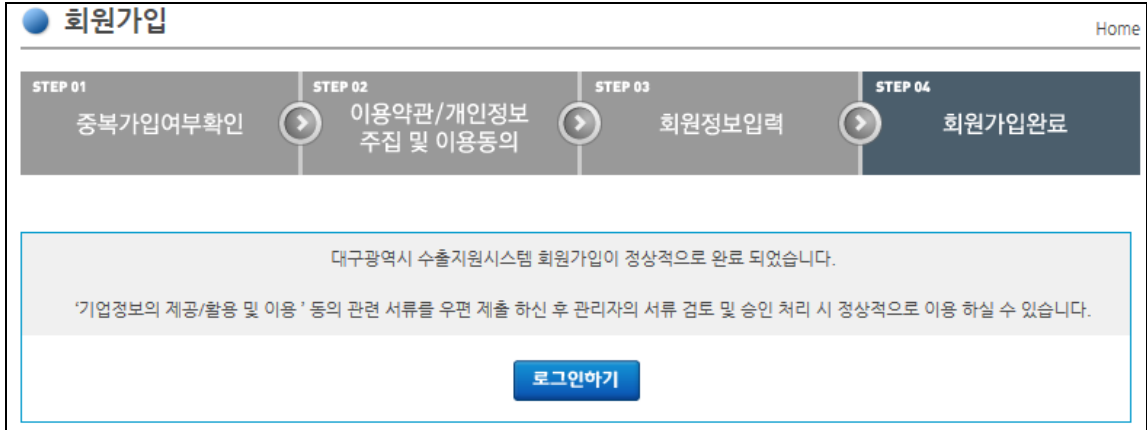 회원가입
Home
STEP 01
중복가입여부확인
STEP 02
이용약관/개인정보
주집 및 이용동의
STEP 03
회원정보입력
STEP 04
회원가입완료
대구광역시 수출지원시스템 회원가입이 정상적으로 완료 되었습니다.
‘기업정보의 제공/활용 및 이용 ’ 동의 관련 서류를 우편 제출 하신 후 관리자의 서류 검토 및 승인 처리 시 정상적으로 이용 하실 수 있습니다.
로그인하기